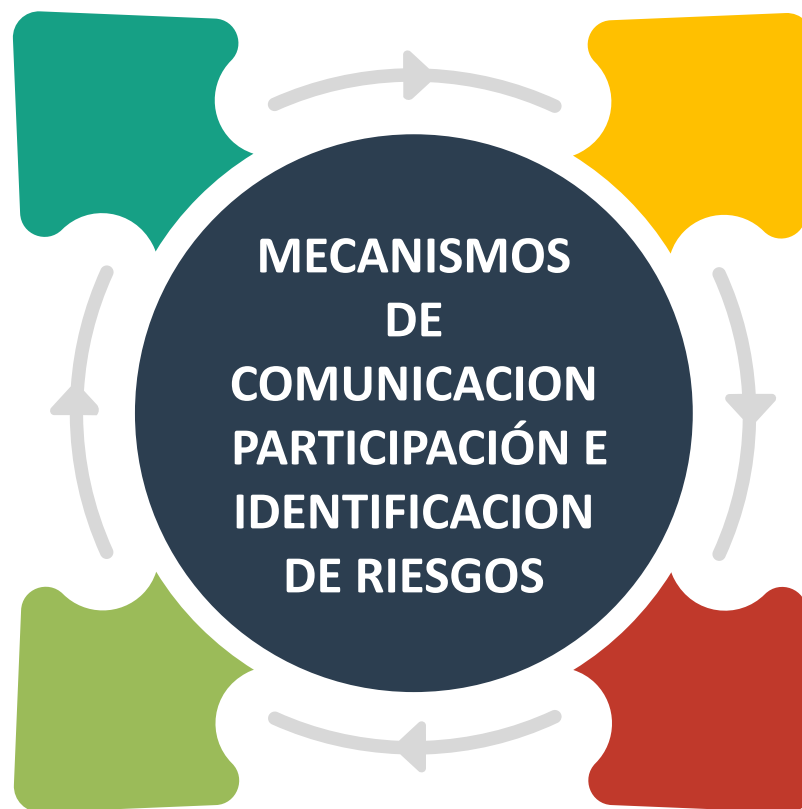 MECANISMOS
DE
COMUNICACION
PARTICIPACIÓN E
IDENTIFICACION
DE RIESGOS